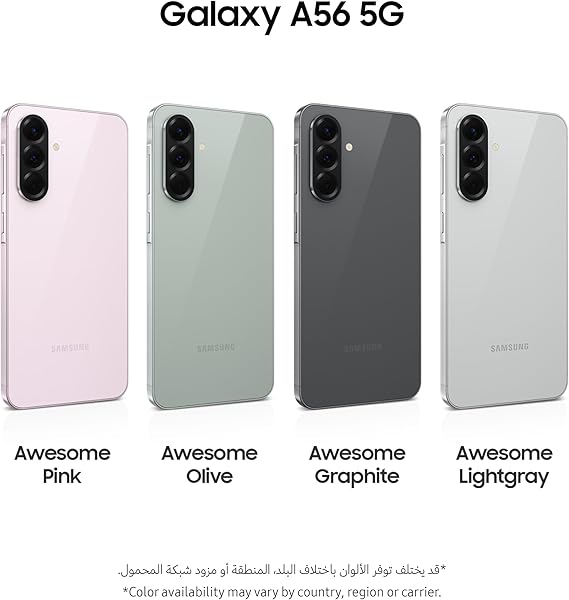 Galaxy A56 5G
SAMSUNG
SAMSUNG
SAMSUNG
SAMSUNG
Awesome Pink
Awesome Olive
Awesome Graphite
Awesome Lightgray
*قد يختلف توفر الألوان باختلاف البلد، المنطقة أو مزود شبكة المحمول.
*Color availability may vary by country, region or carrier.